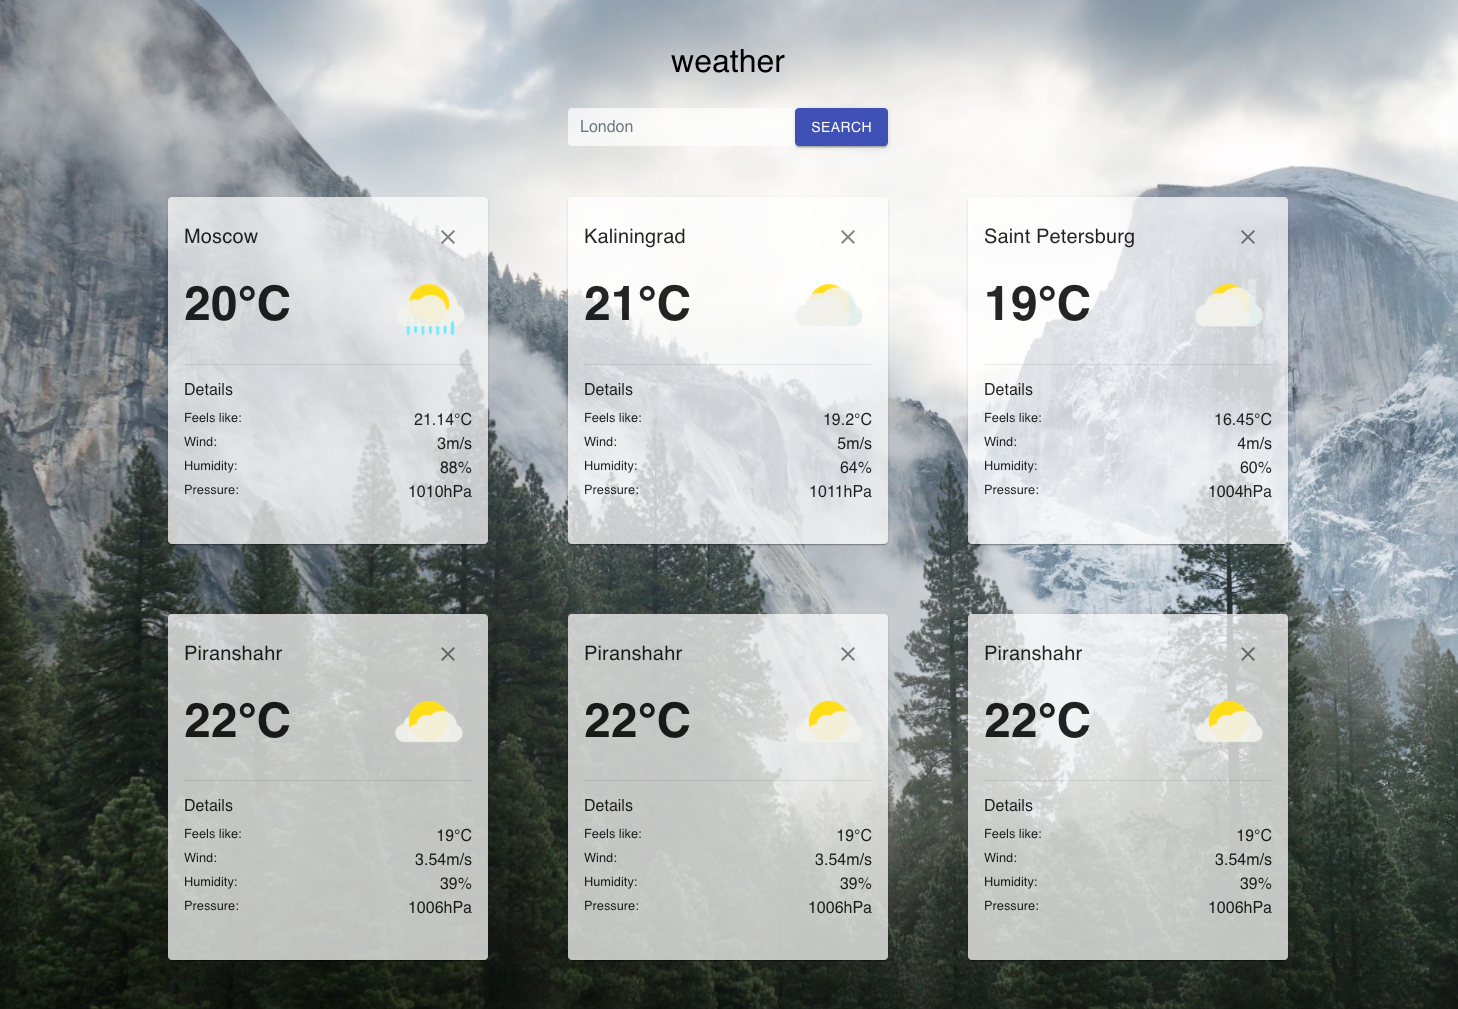 weather
London SEARCH
Moscow
20°C
Details
Feels like: 21.14°C
Wind: 3m/s
Humidity: 88%
Pressure: 1010hPa
Kaliningrad
21°C
Details
Feels like: 19.2°C
Wind: 5m/s
Humidity: 64%
Pressure: 1011hPa
Saint Petersburg
19°C
Details
Feels like: 16.45°C
Wind: 4m/s
Humidity: 60%
Pressure: 1004hPa
Piranshahr
22°C
Details
Feels like: 19°C
Wind: 3.54m/s
Humidity: 39%
Pressure: 1006hPa
Piranshahr
22°C
Details
Feels like: 19°C
Wind: 3.54m/s
Humidity: 39%
Pressure: 1006hPa
Piranshahr
22°C
Details
Feels like: 19°C
Wind: 3.54m/s
Humidity: 39%
Pressure: 1006hPa